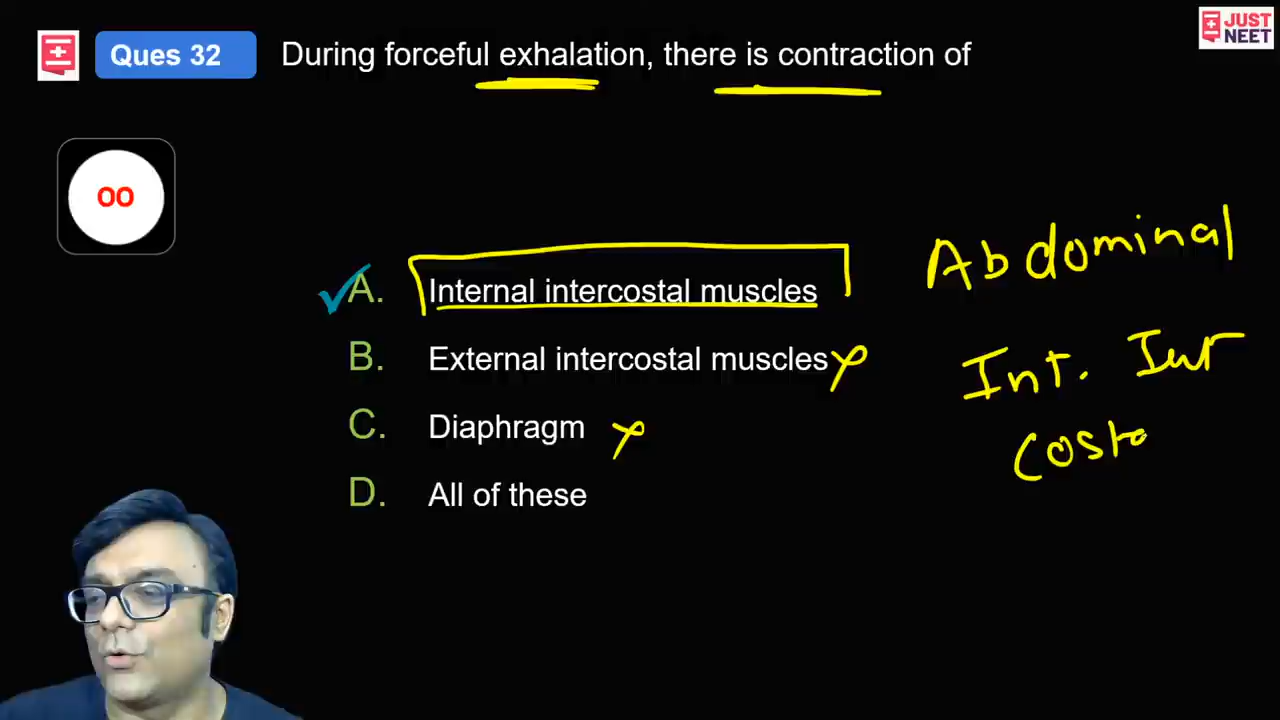 JUST
NEET
Ques 32 During forceful exhalation, there is contraction of
00
A. Internal intercostal muscles
B. External intercostal muscles
C. Diaphragm
D. All of these
Abdominal
Int.
Costa